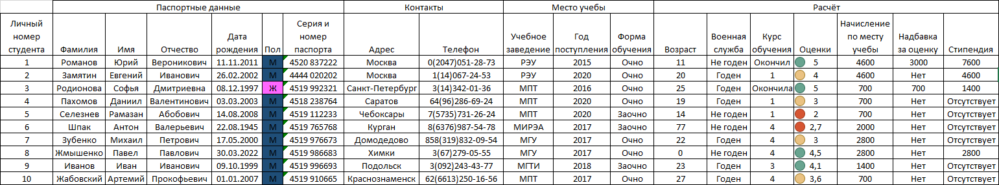 Паспортные данные Контакты Место учебы Расчёт
Личный номер студента Фамилия Имя Отчество Дата рождения Пол Серия и номер паспорта Адрес Телефон Учебное заведение Год поступления Форма обучения Возраст Военная служба Курс обучения Оценки Начисление по месту учебы Надбавка за оценку Стипендия
1 Романов Юрий Вероникович 11.11.2011 М 4520 837222 Москва 0(2047)051-28-73 РЭУ 2015 Очно 11 Не годен Окончил 5 4600 3000 7600
2 Замятин Евгений Иванович 26.02.2002 М 4444 020202 Москва 1(14)067-24-53 РЭУ 2020 Очно 20 Годен 1 4 4600 Нет 4600
3 Родионова Софья Дмитриевна 08.12.1997 Ж 4519 992321 Санкт-Петербург 3(14)342-01-36 МПТ 2016 Очно 25 Годен Окончила 5 700 700 1400
4 Пахомов Даниил Валентинович 03.03.2003 М 4518 238764 Саратов 64(96)286-69-24 МПТ 2020 Очно 19 Годен 1 3 700 Нет Отсутствует
5 Селезнев Рамазан Абобович 14.08.2008 М 4519 112233 Чебоксары 7(5735)731-26-24 МПТ 2020 Заочно 14 Не годен 1 2 700 Нет Отсутствует
6 Шпак Антон Валерьевич 22.08.1945 М 4519 765768 Курган 8(6376)987-54-78 МИРЭА 2017 Заочно 77 Не годен 4 2,7 2000 Нет Отсутствует
7 Зубенко Михаил Петрович 17.05.2000 М 4519 976673 Домодедово 858(319)832-09-54 МГУ 2017 Очно 22 Годен 4 3 2800 Нет Отсутствует
8 Жмышенко Павел Павлович 30.03.2022 М 4519 986683 Химки 3(67)279-05-55 МГУ 2017 Очно 0 Не годен 4 4,5 2800 Нет 2800
9 Иванов Иван Иванович 09.10.1999 М 4519 996693 Подольск 3(092)243-43-77 МГТИ 2018 Заочно 23 Годен 3 4,1 1400 Нет Отсутствует
10 Жабовский Артемий Прокофьевич 01.01.2007 М 4519 910665 Краснознаменск 62(6613)250-16-56 МПТ 2017 Очно 27 Годен 4 3,6 700 Нет Отсутствует